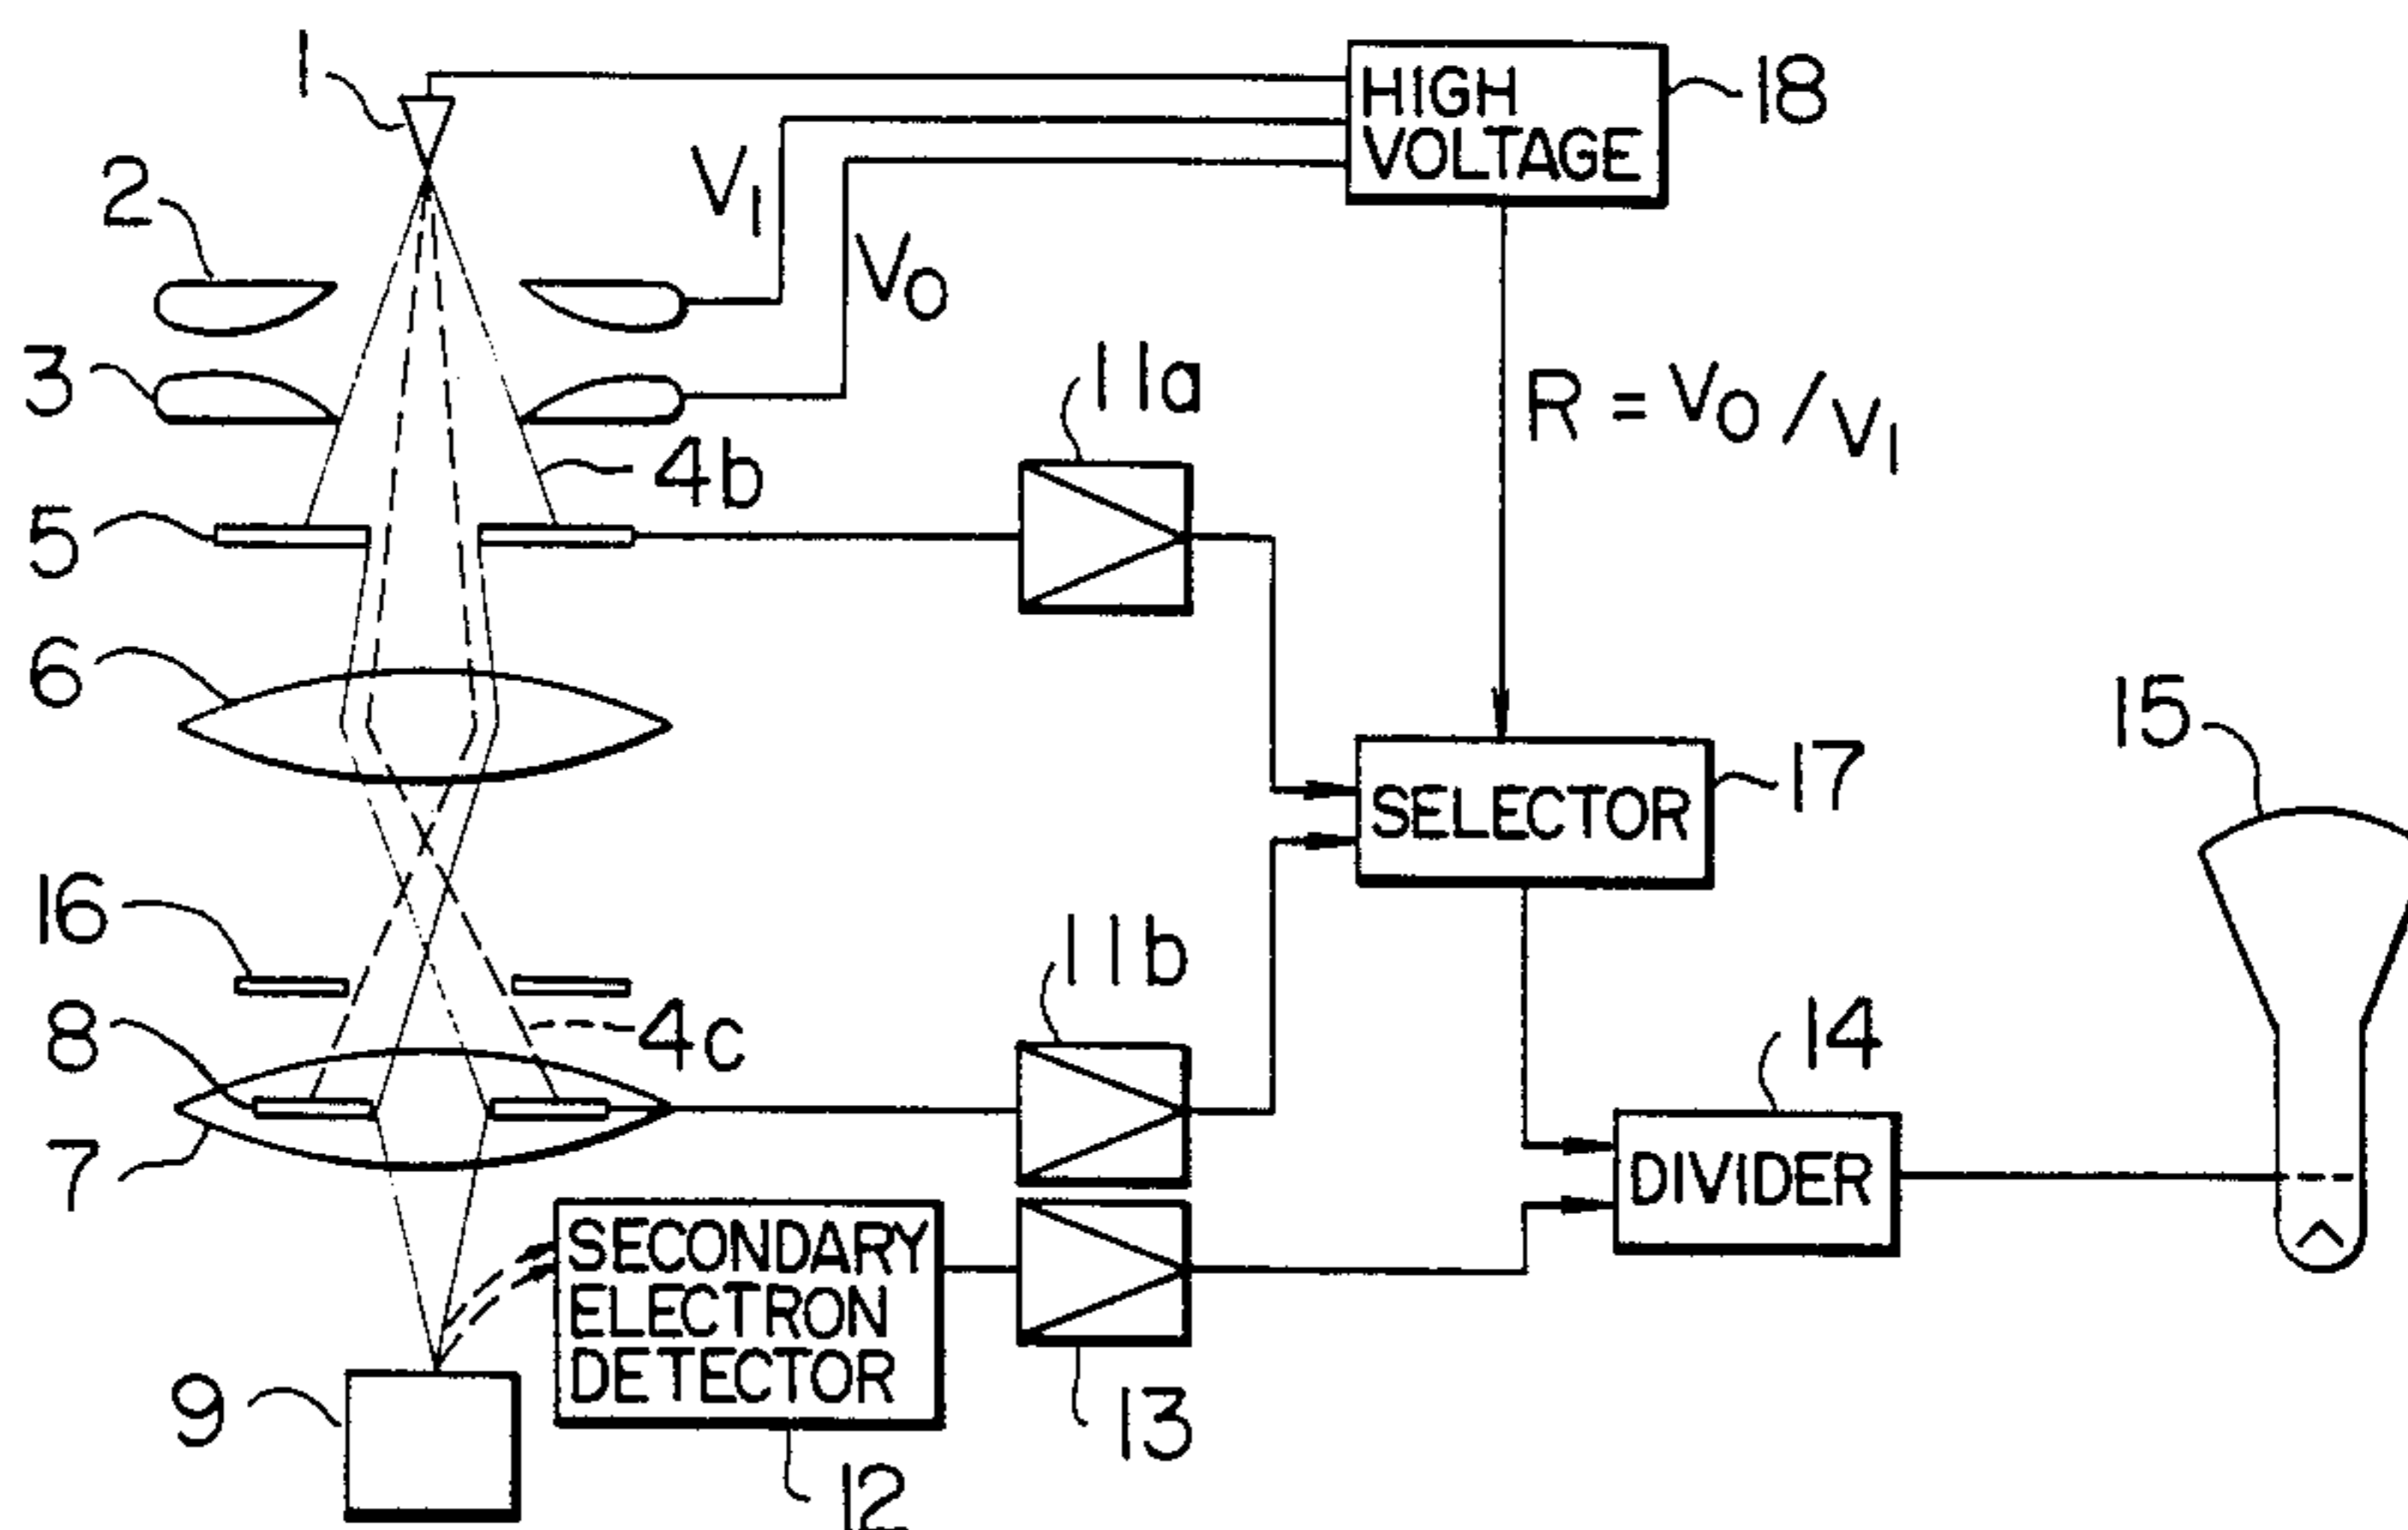 1
HIGH
VOLTAGE
18
2
V1
V0
3
11a
R = V0/V1
4b
5
6
15
SELECTOR
17
16
11b
8
4c
14
7
DIVIDER
SECONDARY
ELECTRON
DETECTOR
9
13
12